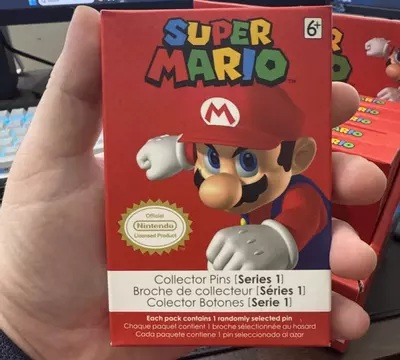 SUPER
MARIO™
6+
M
Official
Nintendo
Licensed Product
Collector Pins [Series 1]
Broche de collecteur [Séries 1]
Colector Botones [Serie 1]
Each pack contains 1 randomly selected pin
Chaque paquet contient 1 broche sélectionnée au hasard
Cada paquete contiene 1 pin seleccionado al azar
SUPER
MARIO